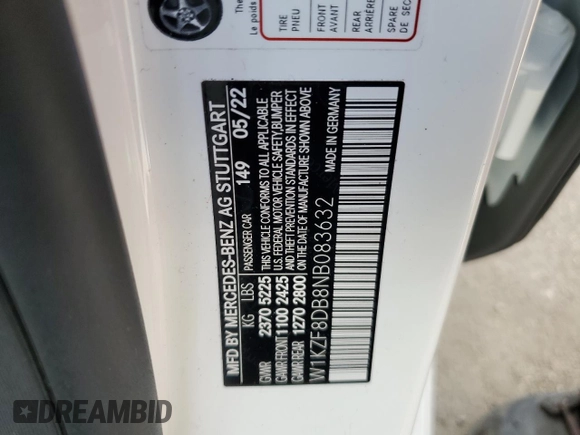 The
Le poids
TIRE
PNEU
FRONT
AVANT
REAR
ARRIÈRE
SPARE
DE SEC
MFD BY MERCEDES-BENZ AG STUTTGART
KG LBS PASSENGER CAR 149 05/22
GVWR 2370 5225
GAWR FRONT 1100 2425
GAWR REAR 1270 2800
THIS VEHICLE CONFORMS TO ALL APPLICABLE
U.S. FEDERAL MOTOR VEHICLE SAFETY, BUMPER
AND THEFT PREVENTION STANDARDS IN EFFECT
ON THE DATE OF MANUFACTURE SHOWN ABOVE
W1KZF8DB8NB083632 MADE IN GERMANY
DREAMBID